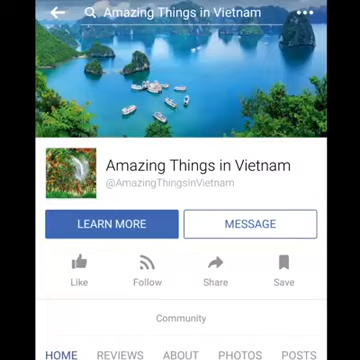 Amazing Things in Vietnam
Amazing Things in Vietnam
@AmazingThingsinVietnam
LEARN MORE
MESSAGE
Like
Follow
Share
Save
Community
HOME
REVIEWS
ABOUT
PHOTOS
POSTS